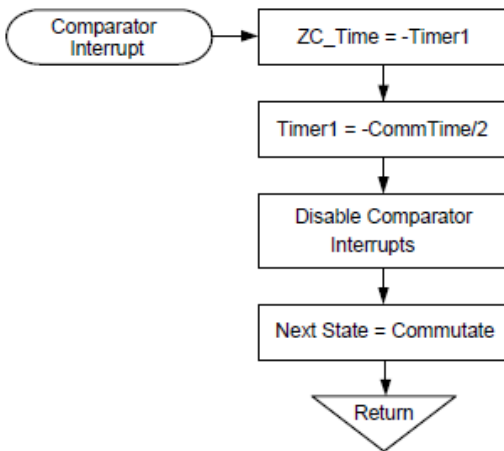 Comparator
Interrupt
ZC_Time = -Timer1
Timer1 = -CommTime/2
Disable Comparator
Interrupts
Next State = Commutate
Return